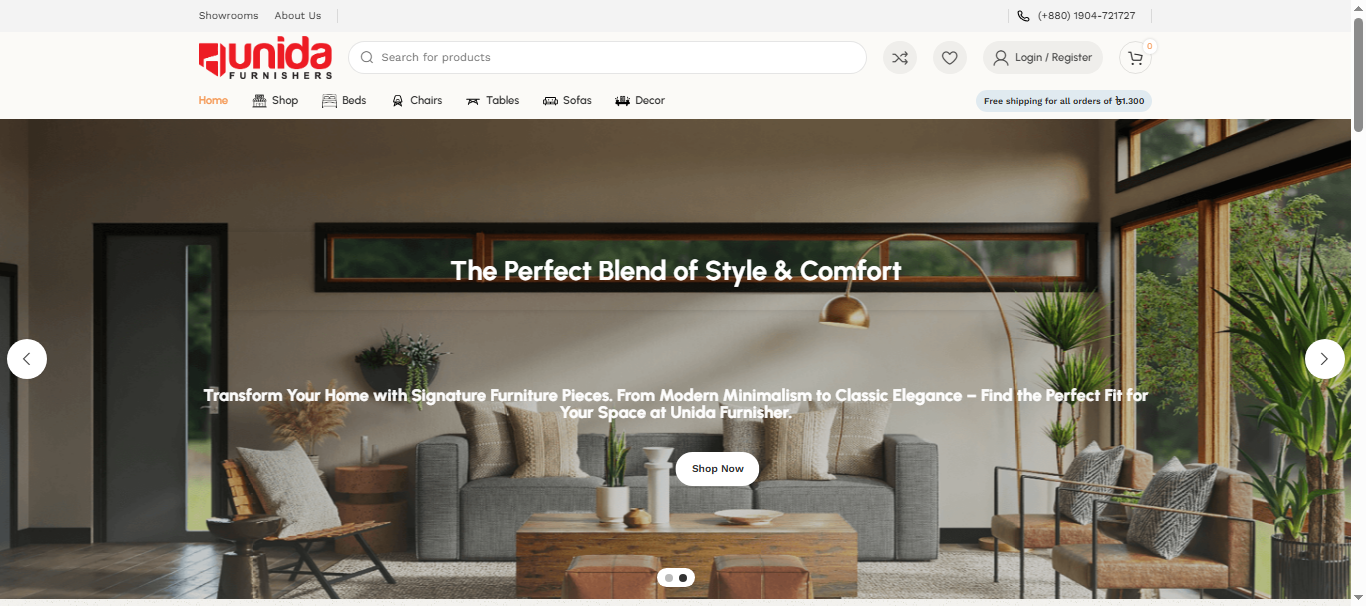 Showrooms About Us (+880) 1904-721727
unida
FURNISHERS
Search for products
Login / Register
0
Home Shop Beds Chairs Tables Sofas Decor
Free shipping for all orders of ৳1.300
The Perfect Blend of Style & Comfort
Transform Your Home with Signature Furniture Pieces. From Modern Minimalism to Classic Elegance – Find the Perfect Fit for
Your Space at Unida Furnisher.
Shop Now